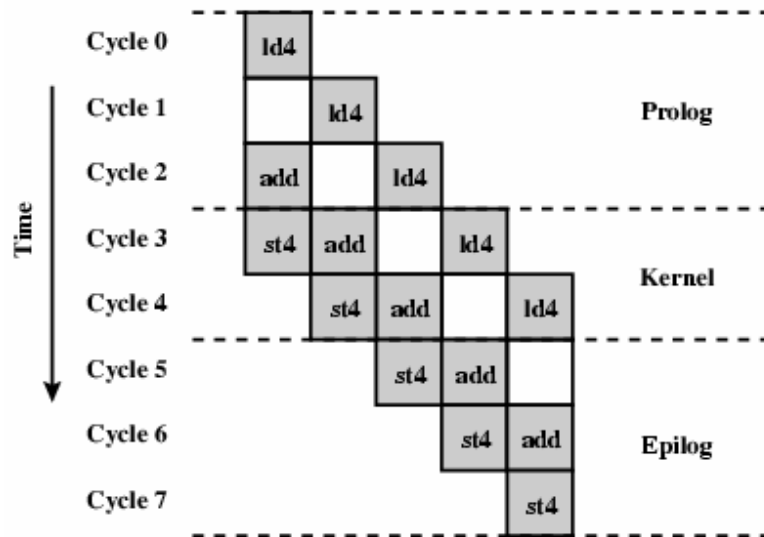 Cycle 0 ld4
Cycle 1 ld4 Prolog
Cycle 2 add ld4
Time
Cycle 3 st4 add ld4
Kernel
Cycle 4 st4 add ld4
Cycle 5 st4 add
Cycle 6 st4 add Epilog
Cycle 7 st4